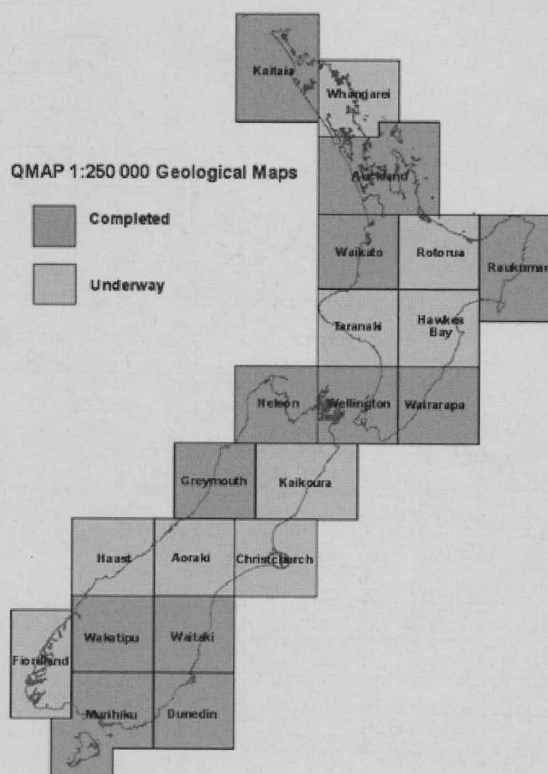 Kaitaia
Whangarei
QMAP 1:250 000 Geological Maps
Auckland
Completed
Waikato
Rotorua
Raukumara
Underway
Taranaki
Hawkes
Bay
Nelson
Wellington
Wairarapa
Greymouth
Kaikoura
Haast
Aoraki
Christchurch
Wakatipu
Waitaki
Fiordland
Murihiku
Dunedin